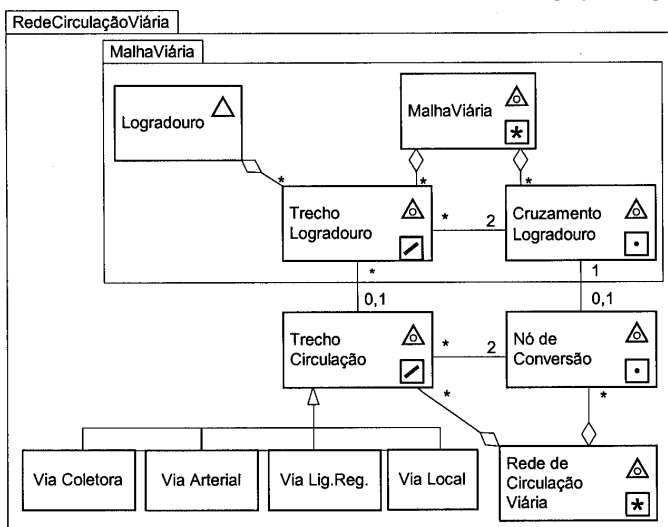 RedeCirculaçãoViária
MalhaViária
Logradouro
MalhaViária
*
*
*
*
Trecho
Logradouro
*
2
Cruzamento
Logradouro
*
1
0,1
0,1
Trecho
Circulação
*
2
Nó de
Conversão
*
*
Via Coletora
Via Arterial
Via Lig.Reg.
Via Local
Rede de
Circulação
Viária
*